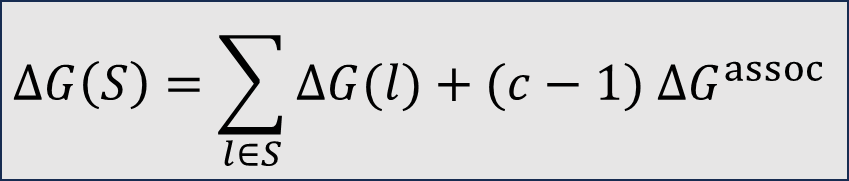 ΔG(S) = ∑_{l∈S} ΔG(l) + (c − 1) ΔG^{assoc}